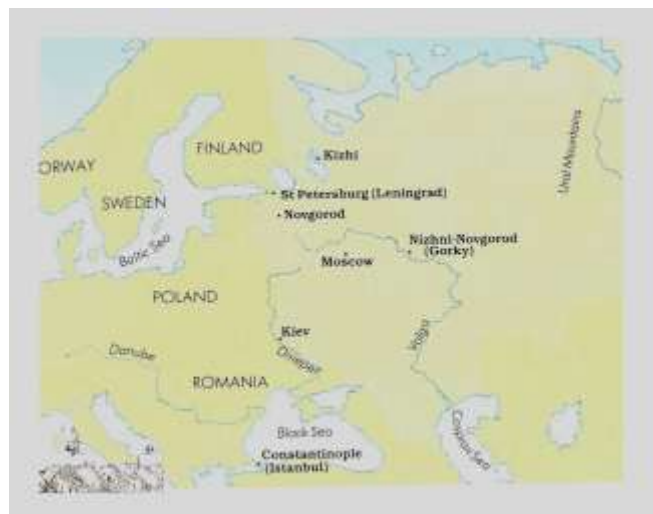 FINLAND
Kizhi
ORWAY
Ural Mountains
St Petersburg (Leningrad)
SWEDEN
Novgorod
Baltic Sea
Nizhni-Novgorod
(Gorky)
Moscow
POLAND
Kiev
Volga
Danube
Dnieper
ROMANIA
Caspian Sea
Black Sea
Constantinople
(Istanbul)